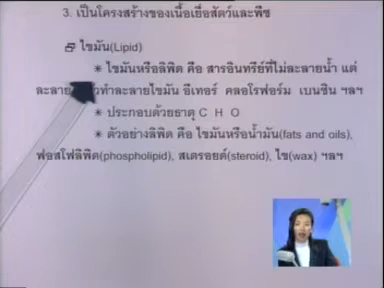 3. เป็นโครงสร้างของเนื้อเยื่อสัตว์และพืช
ไขมัน(Lipid)
* ไขมันหรือลิพิด คือ สารอินทรีย์ที่ไม่ละลายน้ำ แต่
ละลาย ทำละลายไขมัน อีเทอร์ คลอโรฟอร์ม เบนซิน ฯลฯ
* ประกอบด้วยธาตุ C H O
* ตัวอย่างลิพิด คือ ไขมันหรือน้ำมัน(fats and oils),
ฟอสโฟลิพิด(phospholipid), สเตรอยด์(steroid), ไข(wax) ฯลฯ